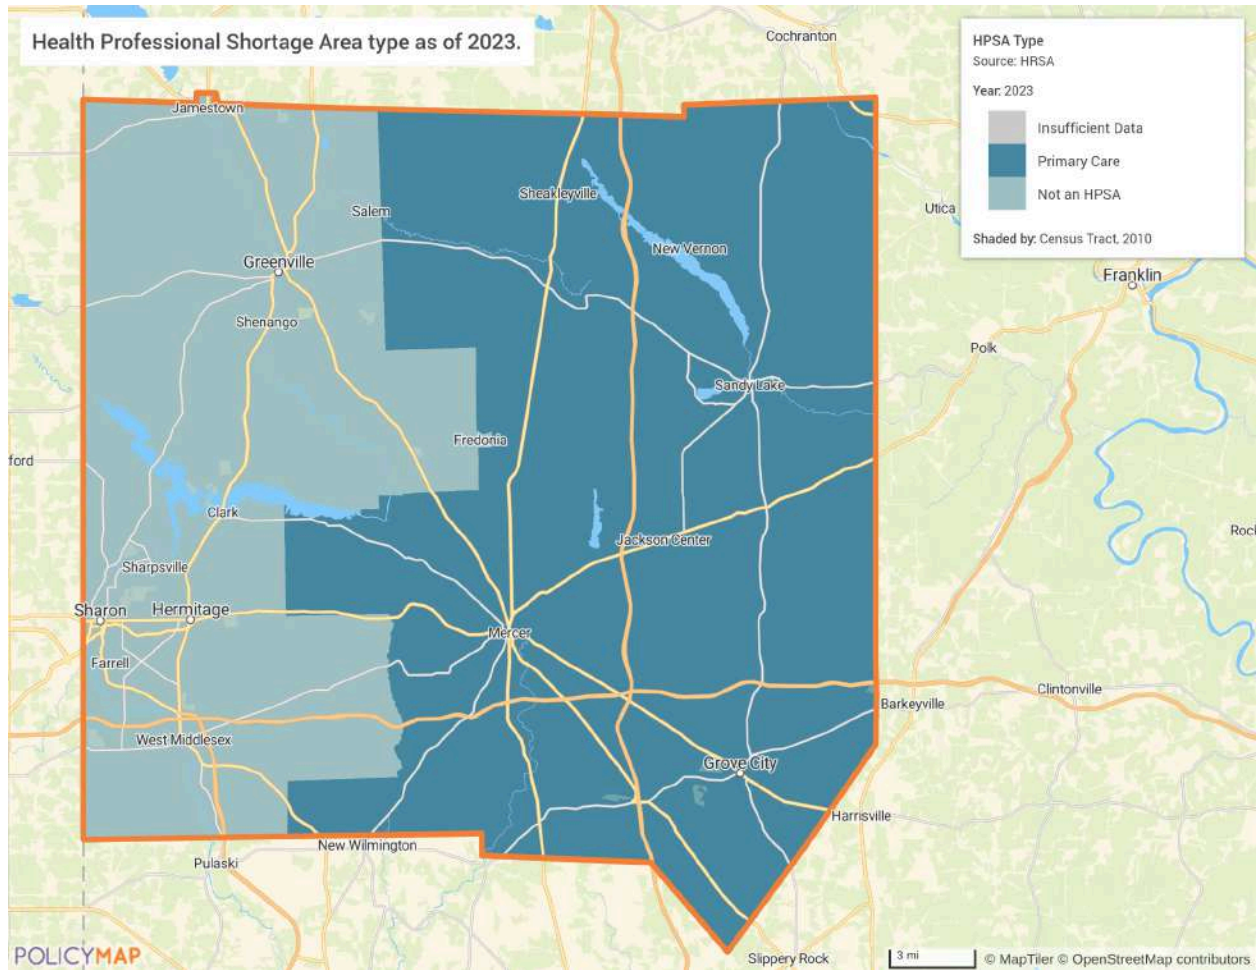 Health Professional Shortage Area type as of 2023.
Cochranton
HPSA Type
Source: HRSA
Year: 2023
Insufficient Data
Primary Care
Not an HPSA
Shaded by: Census Tract, 2010
Jamestown
Sheakleyville
Salem
Utica
New Vernon
Greenville
Franklin
Shenango
Polk
Sandy Lake
Fredonia
ford
Clark
Jackson Center
Rock
Sharpsville
Sharon
Hermitage
Mercer
Farrell
Clintonville
Barkeyville
West Middlesex
Grove City
Harrisville
New Wilmington
Pulaski
POLICYMAP
Slippery Rock
3 mi
© MapTiler © OpenStreetMap contributors